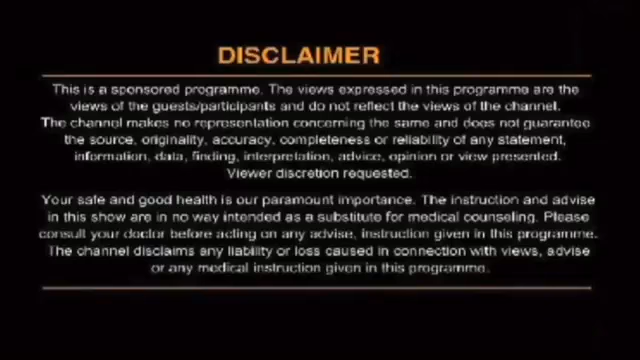 DISCLAIMER
This is a sponsored programme. The views expressed in this programme are the
views of the guests/participants and do not reflect the views of the channel.
The channel makes no representation concerning the same and does not guarantee
the source, originality, accuracy, completeness or reliability of any statement,
information, data, finding, interpretation, advice, opinion or view presented.
Viewer discretion requested.
Your safe and good health is our paramount importance. The instruction and advise
in this show are in no way intended as a substitute for medical counseling. Please
consult your doctor before acting on any advise, instruction given in this programme.
The channel disclaims any liability or loss caused in connection with views, advise
or any medical instruction given in this programme.